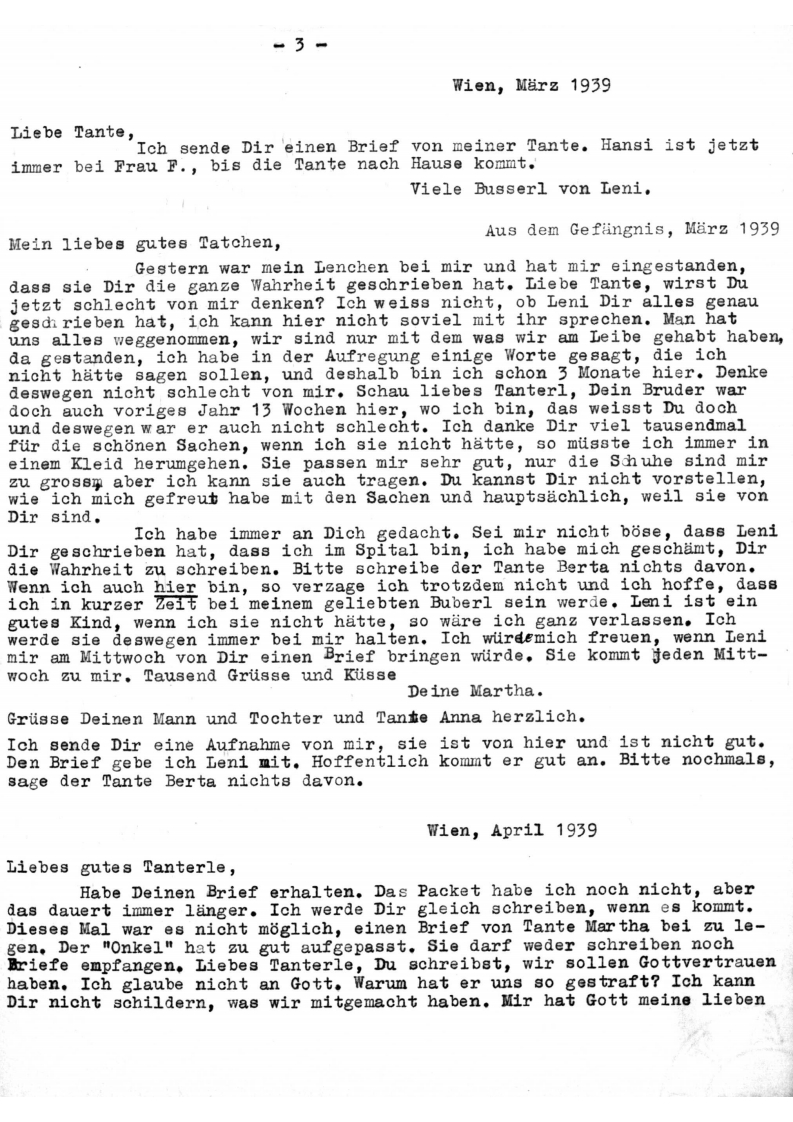 - 3 -
Wien, März 1939
Liebe Tante,
Ich sende Dir einen Brief von meiner Tante. Hansi ist jetzt
immer bei Frau F., bis die Tante nach Hause kommt.
Viele Busserl von Leni.
Aus dem Gefängnis, März 1939
Mein liebes gutes Tatchen,
Gestern war mein Lenchen bei mir und hat mir eingestanden,
dass sie Dir die ganze Wahrheit geschrieben hat. Liebe Tante, wirst Du
jetzt schlecht von mir denken? Ich weiss nicht, ob Leni Dir alles genau
geschrieben hat, ich kann hier nicht soviel mit ihr sprechen. Man hat
uns alles weggenommen, wir sind nur mit dem was wir am Leibe gehabt haben,
da gestanden, ich habe in der Aufregung einige Worte gesagt, die ich
nicht hätte sagen sollen, und deshalb bin ich schon 3 Monate hier. Denke
deswegen nicht schlecht von mir. Schau liebes Tanterl, Dein Bruder war
doch auch voriges Jahr 13 Wochen hier, wo ich bin, das weisst Du doch
und deswegen war er auch nicht schlecht. Ich danke Dir viel tausendmal
für die schönen Sachen, wenn ich sie nicht hätte, so müsste ich immer in
einem Kleid herumgehen. Sie passen mir sehr gut, nur die Schuhe sind mir
zu gross, aber ich kann sie auch tragen. Du kannst Dir nicht vorstellen,
wie ich mich gefreut habe mit den Sachen und hauptsächlich, weil sie von
Dir sind.
Ich habe immer an Dich gedacht. Sei mir nicht böse, dass Leni
Dir geschrieben hat, dass ich im Spital bin, ich habe mich geschämt, Dir
die Wahrheit zu schreiben. Bitte schreibe der Tante Berta nichts davon.
Wenn ich auch hier bin, so verzage ich trotzdem nicht und ich hoffe, dass
ich in kurzer Zeit bei meinem geliebten Buberl sein werde. Leni ist ein
gutes Kind, wenn ich sie nicht hätte, so wäre ich ganz verlassen. Ich
werde sie deswegen immer bei mir halten. Ich würde mich freuen, wenn Leni
mir am Mittwoch von Dir einen Brief bringen würde. Sie kommt jeden Mitt-
woch zu mir. Tausend Grüsse und Küsse
Deine Martha.
Grüsse Deinen Mann und Tochter und Tante Anna herzlich.
Ich sende Dir eine Aufnahme von mir, sie ist von hier und ist nicht gut.
Den Brief gebe ich Leni mit. Hoffentlich kommt er gut an. Bitte nochmals,
sage der Tante Berta nichts davon.
Wien, April 1939
Liebes gutes Tanterle,
Habe Deinen Brief erhalten. Das Packet habe ich noch nicht, aber
das dauert immer länger. Ich werde Dir gleich schreiben, wenn es kommt.
Dieses Mal war es nicht möglich, einen Brief von Tante Martha bei zu le-
gen. Der "Onkel" hat zu gut aufgepasst. Sie darf weder schreiben noch
Briefe empfangen. Liebes Tanterle, Du schreibst, wir sollen Gottvertrauen
haben. Ich glaube nicht an Gott. Warum hat er uns so gestraft? Ich kann
Dir nicht schildern, was wir mitgemacht haben. Mir hat Gott meine lieben